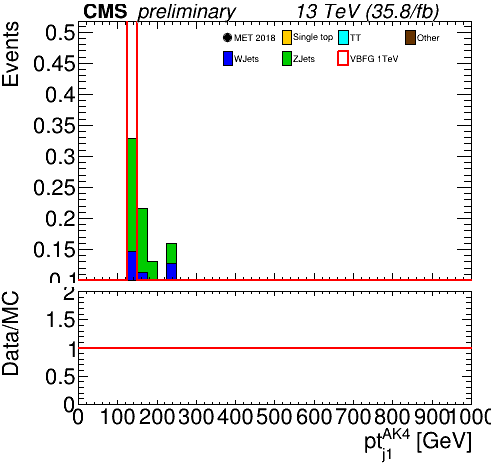 CMS preliminary 13 TeV (35.8/fb)
Events
MET 2018 Single top TT Other
WJets ZJets VBFG 1TeV
0.5
0.45
0.4
0.35
0.3
0.25
0.2
0.15
0.1
Data/MC
2
1.5
1
0.5
0
0 100 200 300 400 500 600 700 800 900 1000
pt_{j1}^{AK4} [GeV]